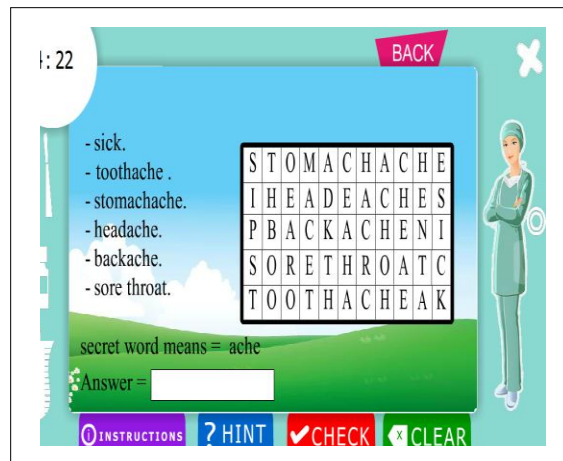 : 22
BACK
- sick.
- toothache .
- stomachache.
- headache.
- backache.
- sore throat.
S T O M A C H A C H E
I H E A D E A C H E S
P B A C K A C H E N I
S O R E T H R O A T C
T O O T H A C H E A K
secret word means = ache
Answer =
INSTRUCTIONS
? HINT
CHECK
CLEAR